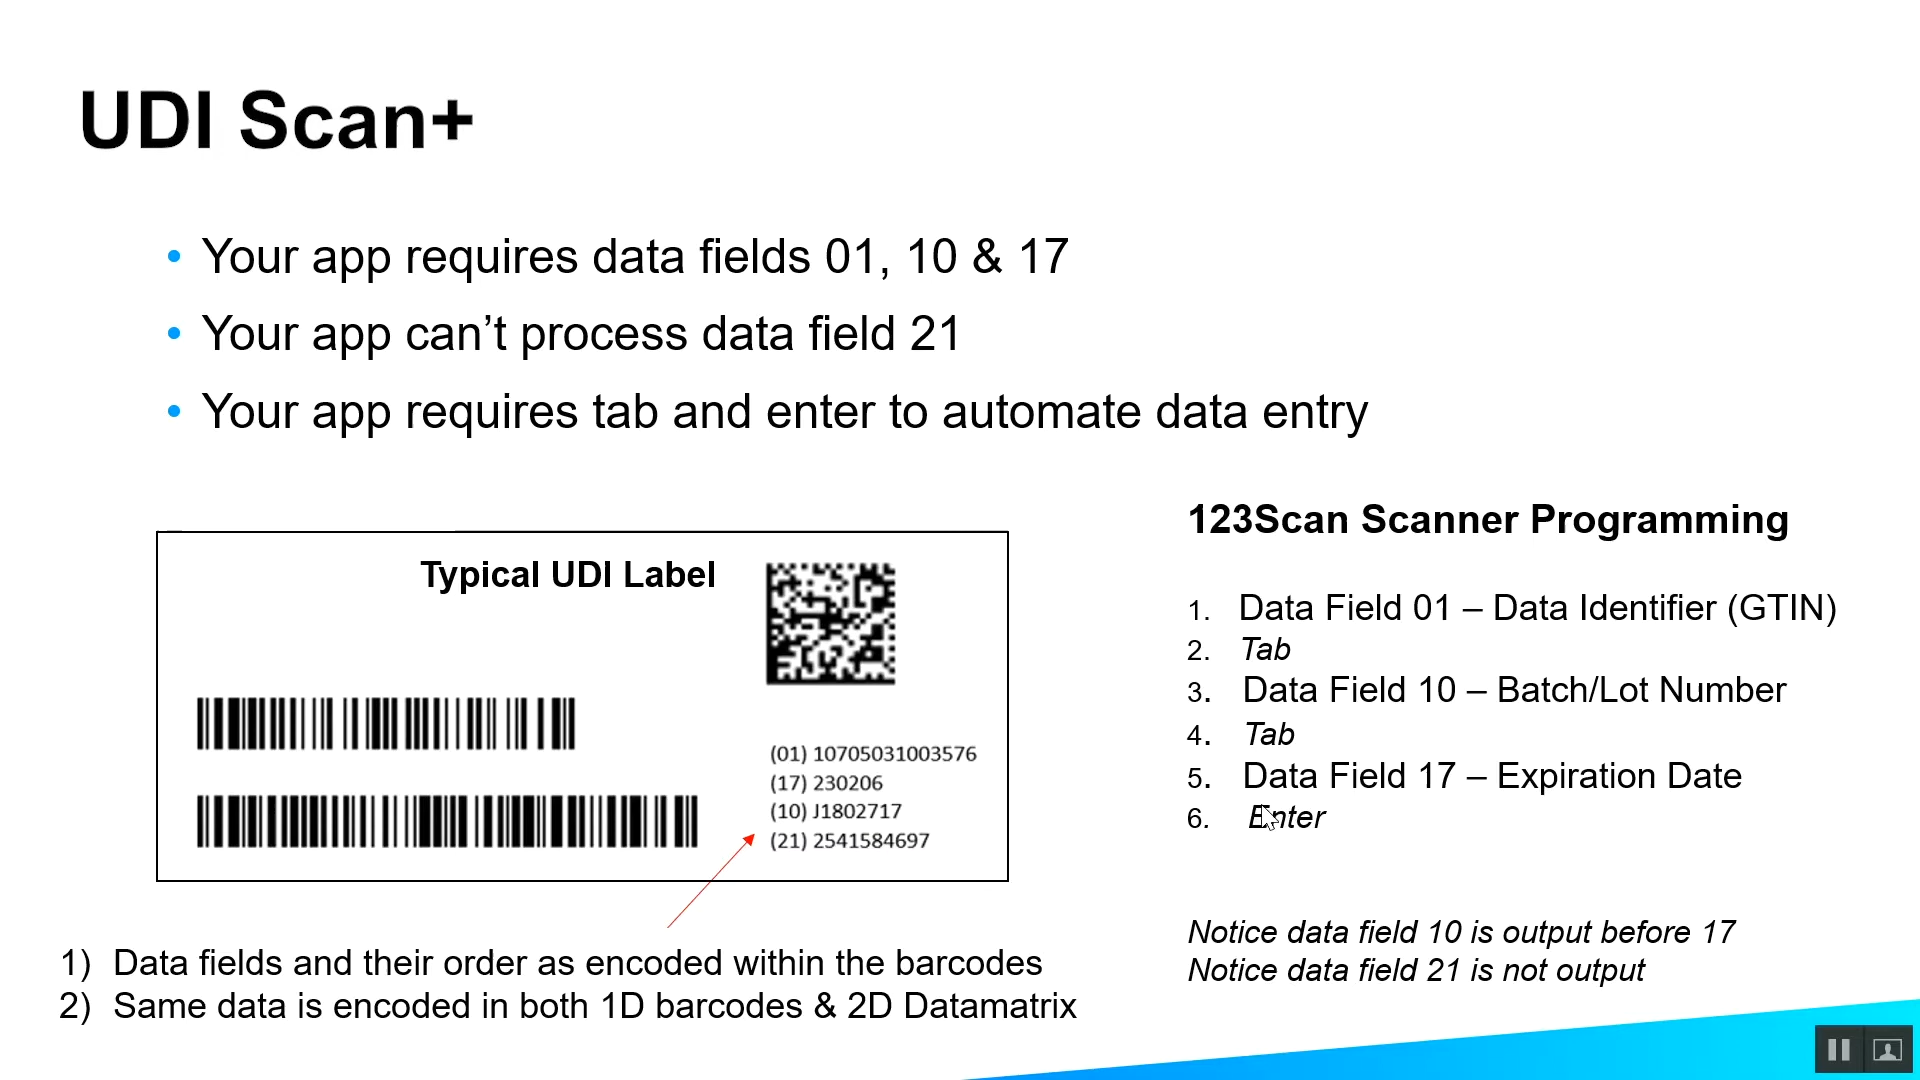 UDI Scan+
• Your app requires data fields 01, 10 & 17
• Your app can’t process data field 21
• Your app requires tab and enter to automate data entry
Typical UDI Label
(01) 10705031003576
(17) 230206
(10) J1802717
(21) 2541584697
1) Data fields and their order as encoded within the barcodes
2) Same data is encoded in both 1D barcodes & 2D Datamatrix
123Scan Scanner Programming
1. Data Field 01 – Data Identifier (GTIN)
2. Tab
3. Data Field 10 – Batch/Lot Number
4. Tab
5. Data Field 17 – Expiration Date
6. Enter
Notice data field 10 is output before 17
Notice data field 21 is not output